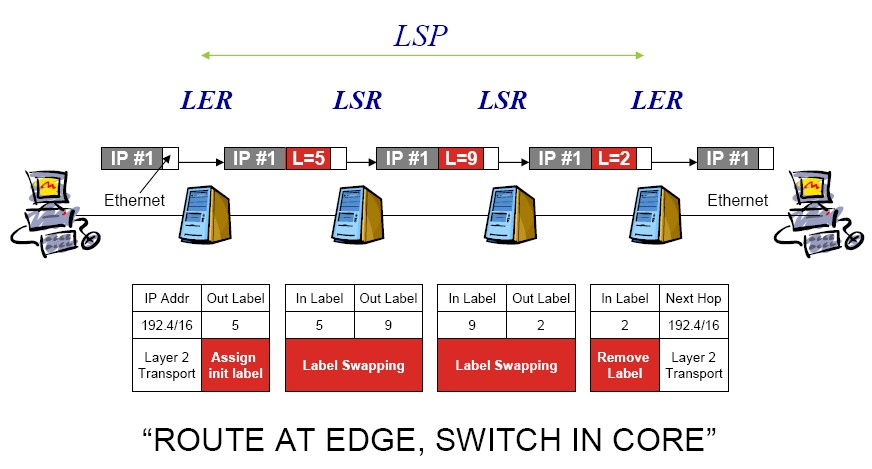 LSP
LER LSR LSR LER
IP #1 IP #1 L=5 IP #1 L=9 IP #1 L=2 IP #1
Ethernet Ethernet
IP Addr Out Label In Label Out Label In Label Out Label In Label Next Hop
192.4/16 5 5 9 9 2 2 192.4/16
Layer 2 Transport Assign init label Label Swapping Label Swapping Remove Label Layer 2 Transport
“ROUTE AT EDGE, SWITCH IN CORE”